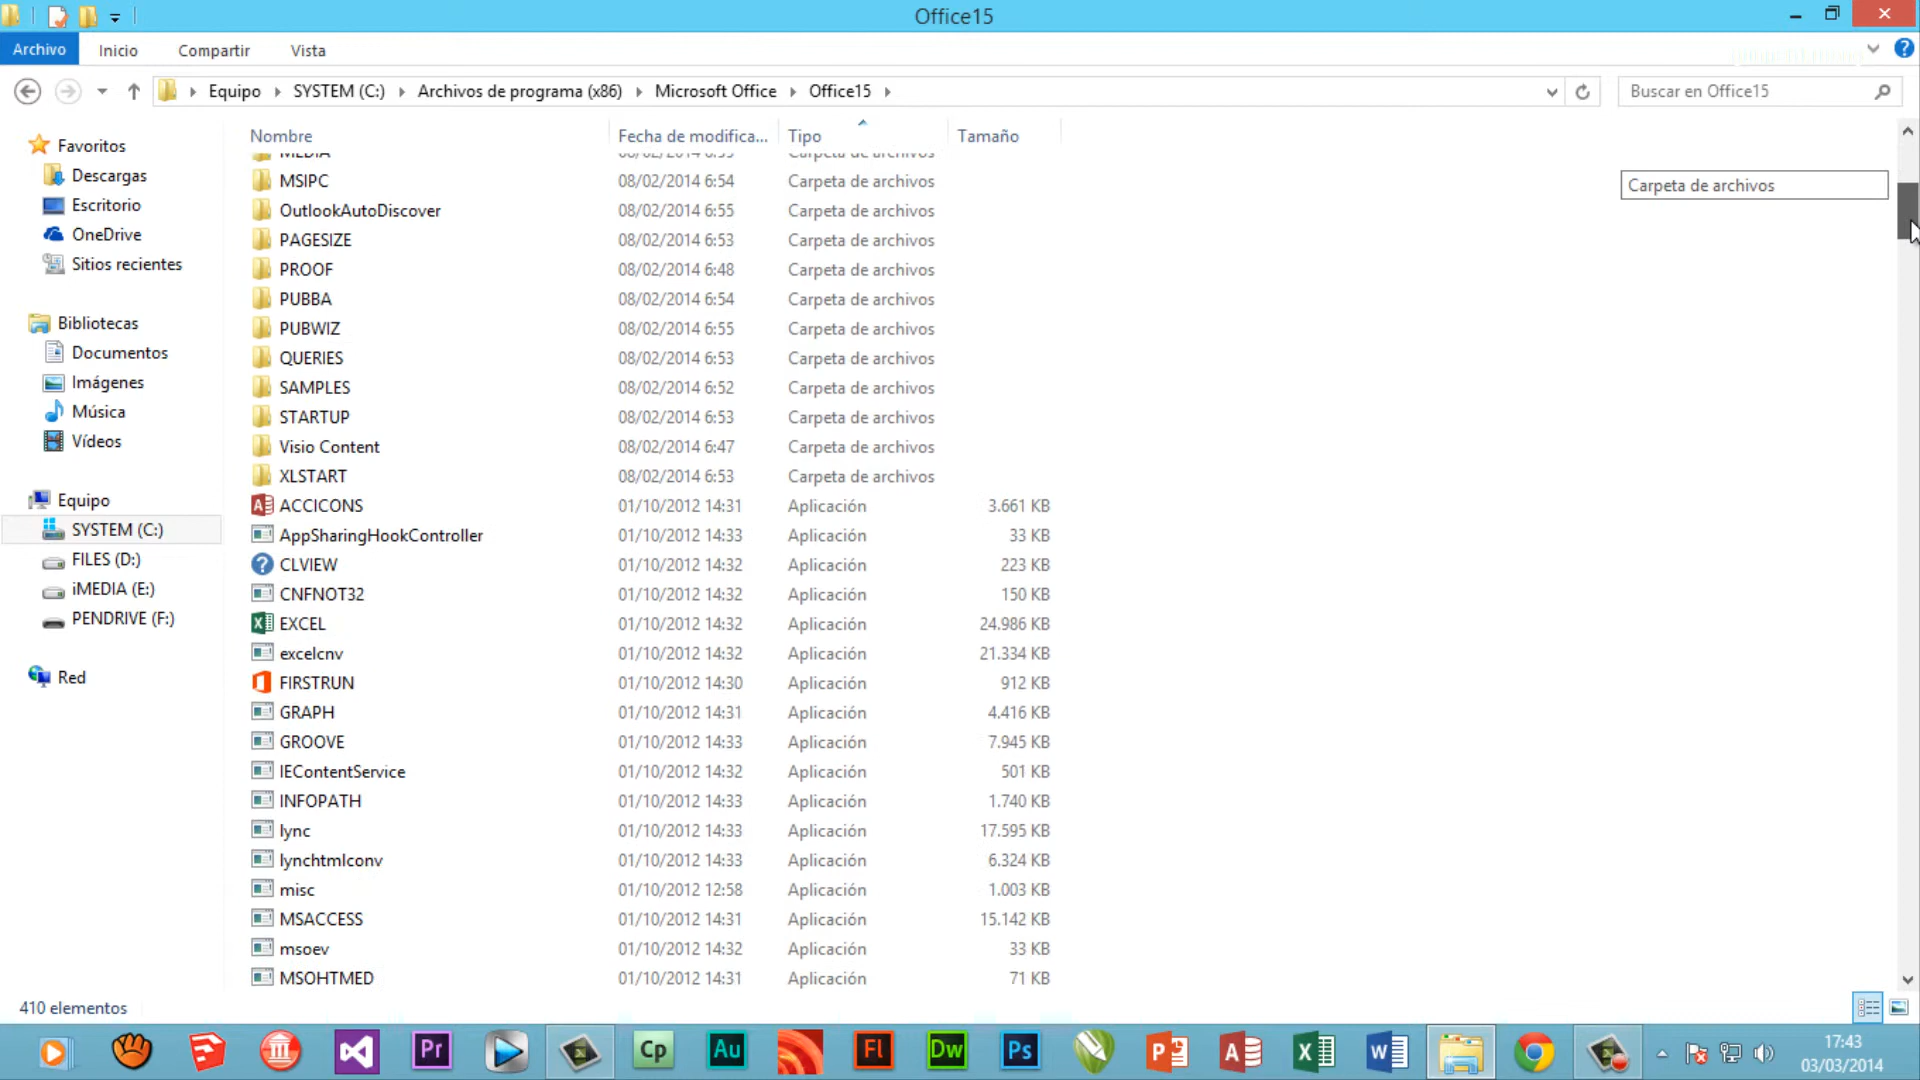 Office15
Archivo Inicio Compartir Vista
Equipo SYSTEM (C:) Archivos de programa (x86) Microsoft Office Office15 Buscar en Office15
Nombre Fecha de modifica... Tipo Tamaño
Favoritos
Descargas
Escritorio
OneDrive
Sitios recientes
Bibliotecas
Documentos
Imágenes
Música
Vídeos
Equipo
SYSTEM (C:)
FILES (D:)
iMEDIA (E:)
PENDRIVE (F:)
Red
MSIPC 08/02/2014 6:54 Carpeta de archivos
OutlookAutoDiscover 08/02/2014 6:55 Carpeta de archivos
PAGESIZE 08/02/2014 6:53 Carpeta de archivos
PROOF 08/02/2014 6:48 Carpeta de archivos
PUBBA 08/02/2014 6:54 Carpeta de archivos
PUBWIZ 08/02/2014 6:55 Carpeta de archivos
QUERIES 08/02/2014 6:53 Carpeta de archivos
SAMPLES 08/02/2014 6:52 Carpeta de archivos
STARTUP 08/02/2014 6:53 Carpeta de archivos
Visio Content 08/02/2014 6:47 Carpeta de archivos
XLSTART 08/02/2014 6:53 Carpeta de archivos
ACCICONS 01/10/2012 14:31 Aplicación 3.661 KB
AppSharingHookController 01/10/2012 14:33 Aplicación 33 KB
CLVIEW 01/10/2012 14:32 Aplicación 223 KB
CNFNOT32 01/10/2012 14:32 Aplicación 150 KB
EXCEL 01/10/2012 14:32 Aplicación 24.986 KB
excelcnv 01/10/2012 14:32 Aplicación 21.334 KB
FIRSTRUN 01/10/2012 14:30 Aplicación 912 KB
GRAPH 01/10/2012 14:31 Aplicación 4.416 KB
GROOVE 01/10/2012 14:33 Aplicación 7.945 KB
IEContentService 01/10/2012 14:32 Aplicación 501 KB
INFOPATH 01/10/2012 14:33 Aplicación 1.740 KB
lync 01/10/2012 14:33 Aplicación 17.595 KB
lynchtmlconv 01/10/2012 14:33 Aplicación 6.324 KB
misc 01/10/2012 12:58 Aplicación 1.003 KB
MSACCESS 01/10/2012 14:31 Aplicación 15.142 KB
msoev 01/10/2012 14:32 Aplicación 33 KB
MSOHTMED 01/10/2012 14:31 Aplicación 71 KB
Carpeta de archivos
410 elementos
Pr Cp Au Fl Dw Ps
17:43
03/03/2014